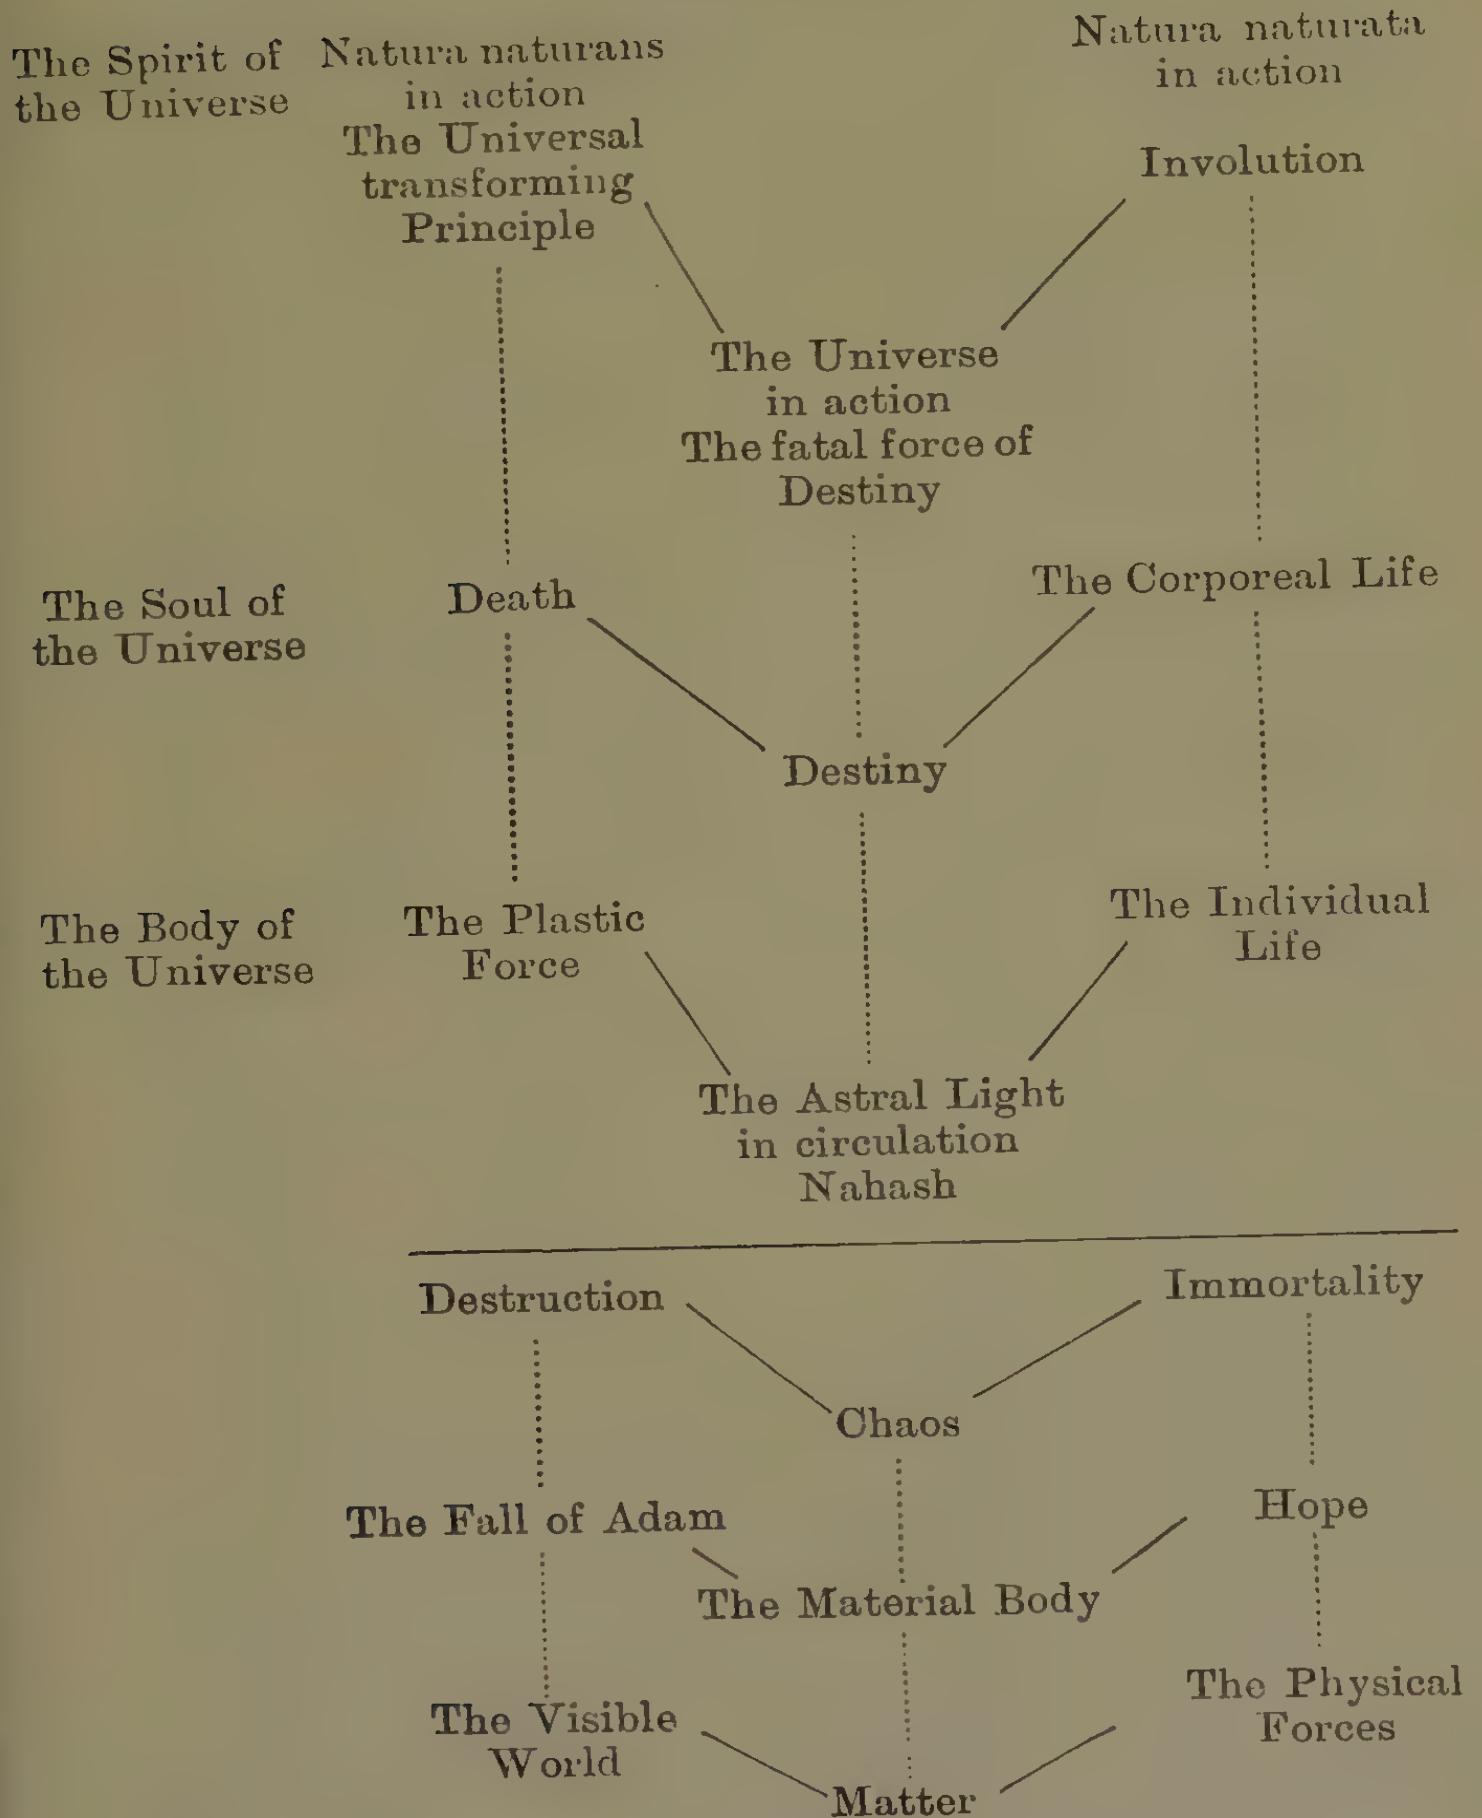 The Spirit of
the Universe
Natura naturans
in action
The Universal
transforming
Principle
Natura naturata
in action
Involution
The Universe
in action
The fatal force of
Destiny
The Soul of
the Universe
Death
The Corporeal Life
Destiny
The Body of
the Universe
The Plastic
Force
The Individual
Life
The Astral Light
in circulation
Nahash
Destruction
Immortality
Chaos
The Fall of Adam
Hope
The Material Body
The Visible
World
The Physical
Forces
Matter